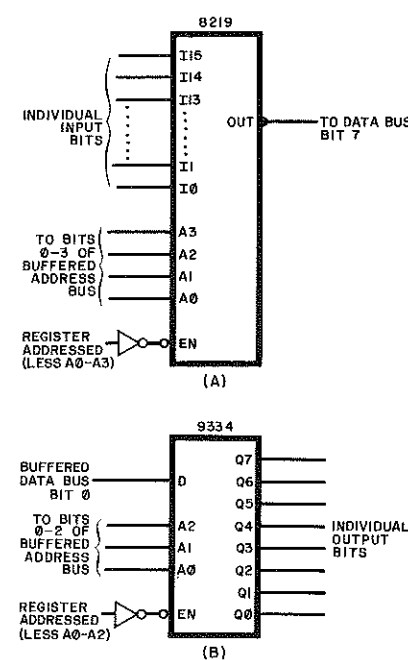 8219
I15
I14
I13
I1
I0
INDIVIDUAL
INPUT
BITS
OUT
TO DATA BUS
BIT 7
TO BITS
0-3 OF
BUFFERED
ADDRESS
BUS
A3
A2
A1
A0
REGISTER
ADDRESSED
(LESS A0-A3)
EN
(A)
9334
BUFFERED
DATA BUS
BIT 0
D
TO BITS
0-2 OF
BUFFERED
ADDRESS
BUS
A2
A1
A0
REGISTER
ADDRESSED
(LESS A0-A2)
EN
Q7
Q6
Q5
Q4
Q3
Q2
Q1
Q0
INDIVIDUAL
OUTPUT
BITS
(B)